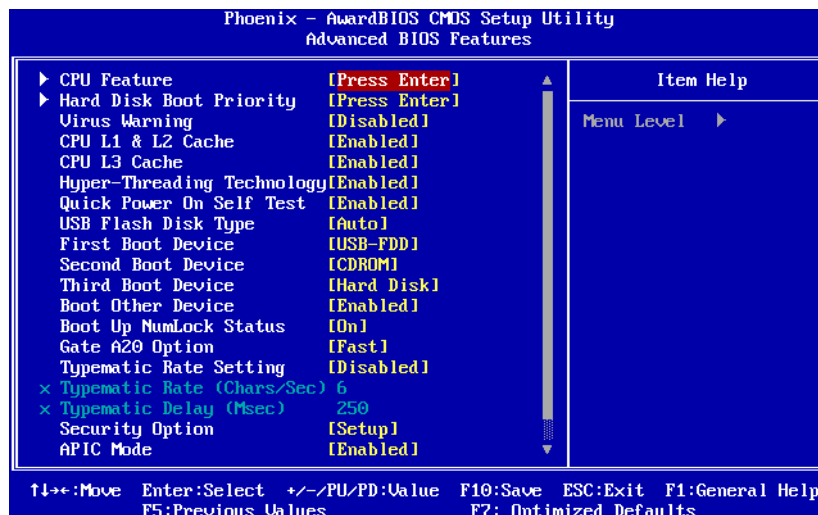 Phoenix - AwardBIOS CMOS Setup Utility
Advanced BIOS Features
CPU Feature [Press Enter]
Hard Disk Boot Priority [Press Enter]
Virus Warning [Disabled]
CPU L1 & L2 Cache [Enabled]
CPU L3 Cache [Enabled]
Hyper-Threading Technology[Enabled]
Quick Power On Self Test [Enabled]
USB Flash Disk Type [Auto]
First Boot Device [USB-FDD]
Second Boot Device [CDROM]
Third Boot Device [Hard Disk]
Boot Other Device [Enabled]
Boot Up NumLock Status [On]
Gate A20 Option [Fast]
Typematic Rate Setting [Disabled]
x Typematic Rate (Chars/Sec) 6
x Typematic Delay (Msec) 250
Security Option [Setup]
APIC Mode [Enabled]
Item Help
Menu Level
↑↓→←:Move Enter:Select +/-/PU/PD:Value F10:Save ESC:Exit F1:General Help
F5:Previous Values F7: Optimized Defaults